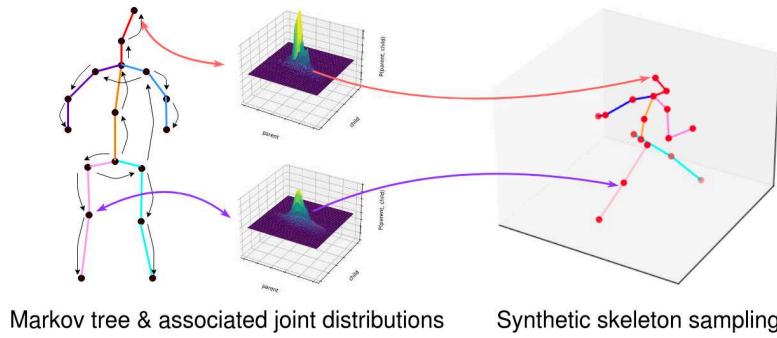 P(parent, child)
parent
child
P(parent, child)
parent
child
Markov tree & associated joint distributions
Synthetic skeleton sampling